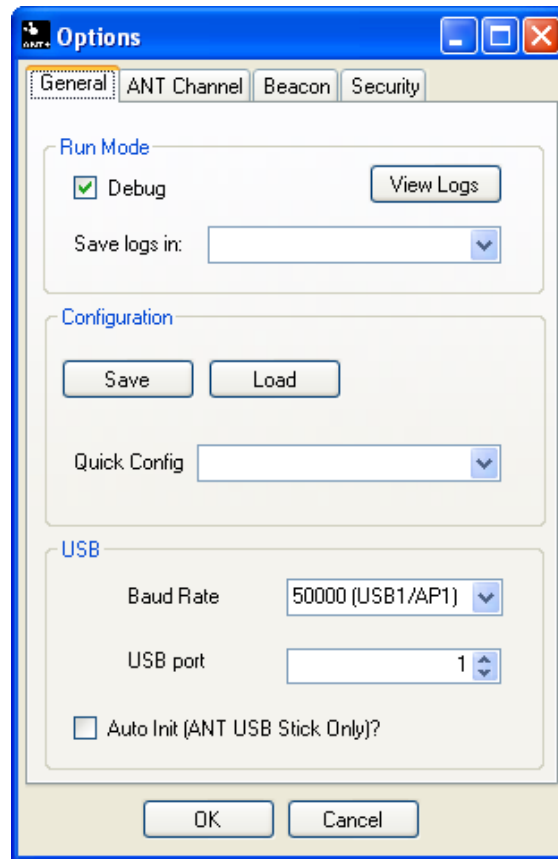 ANT+ Options
General ANT Channel Beacon Security
Run Mode
Debug View Logs
Save logs in:
Configuration
Save Load
Quick Config
USB
Baud Rate 50000 (USB1/AP1)
USB port 1
Auto Init (ANT USB Stick Only)?
OK Cancel